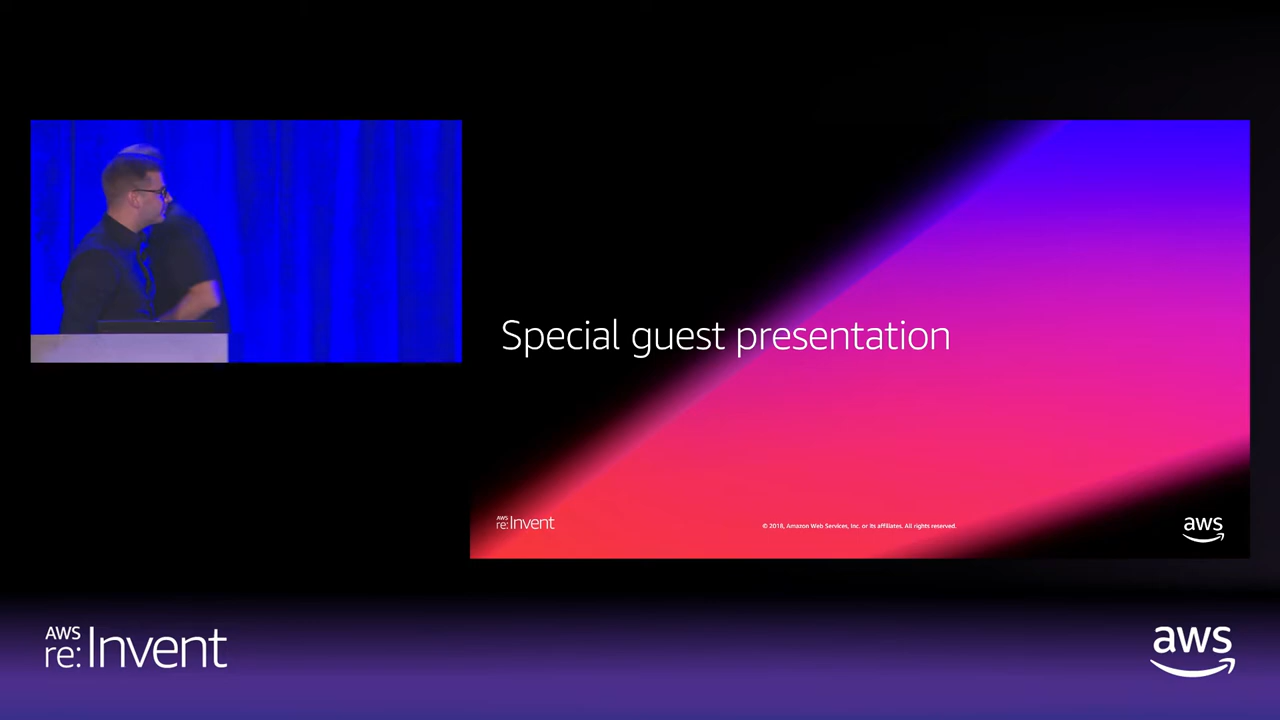 Special guest presentation
AWS
re:Invent
© 2018, Amazon Web Services, Inc. or its affiliates. All rights reserved.
aws
AWS
re:Invent
aws